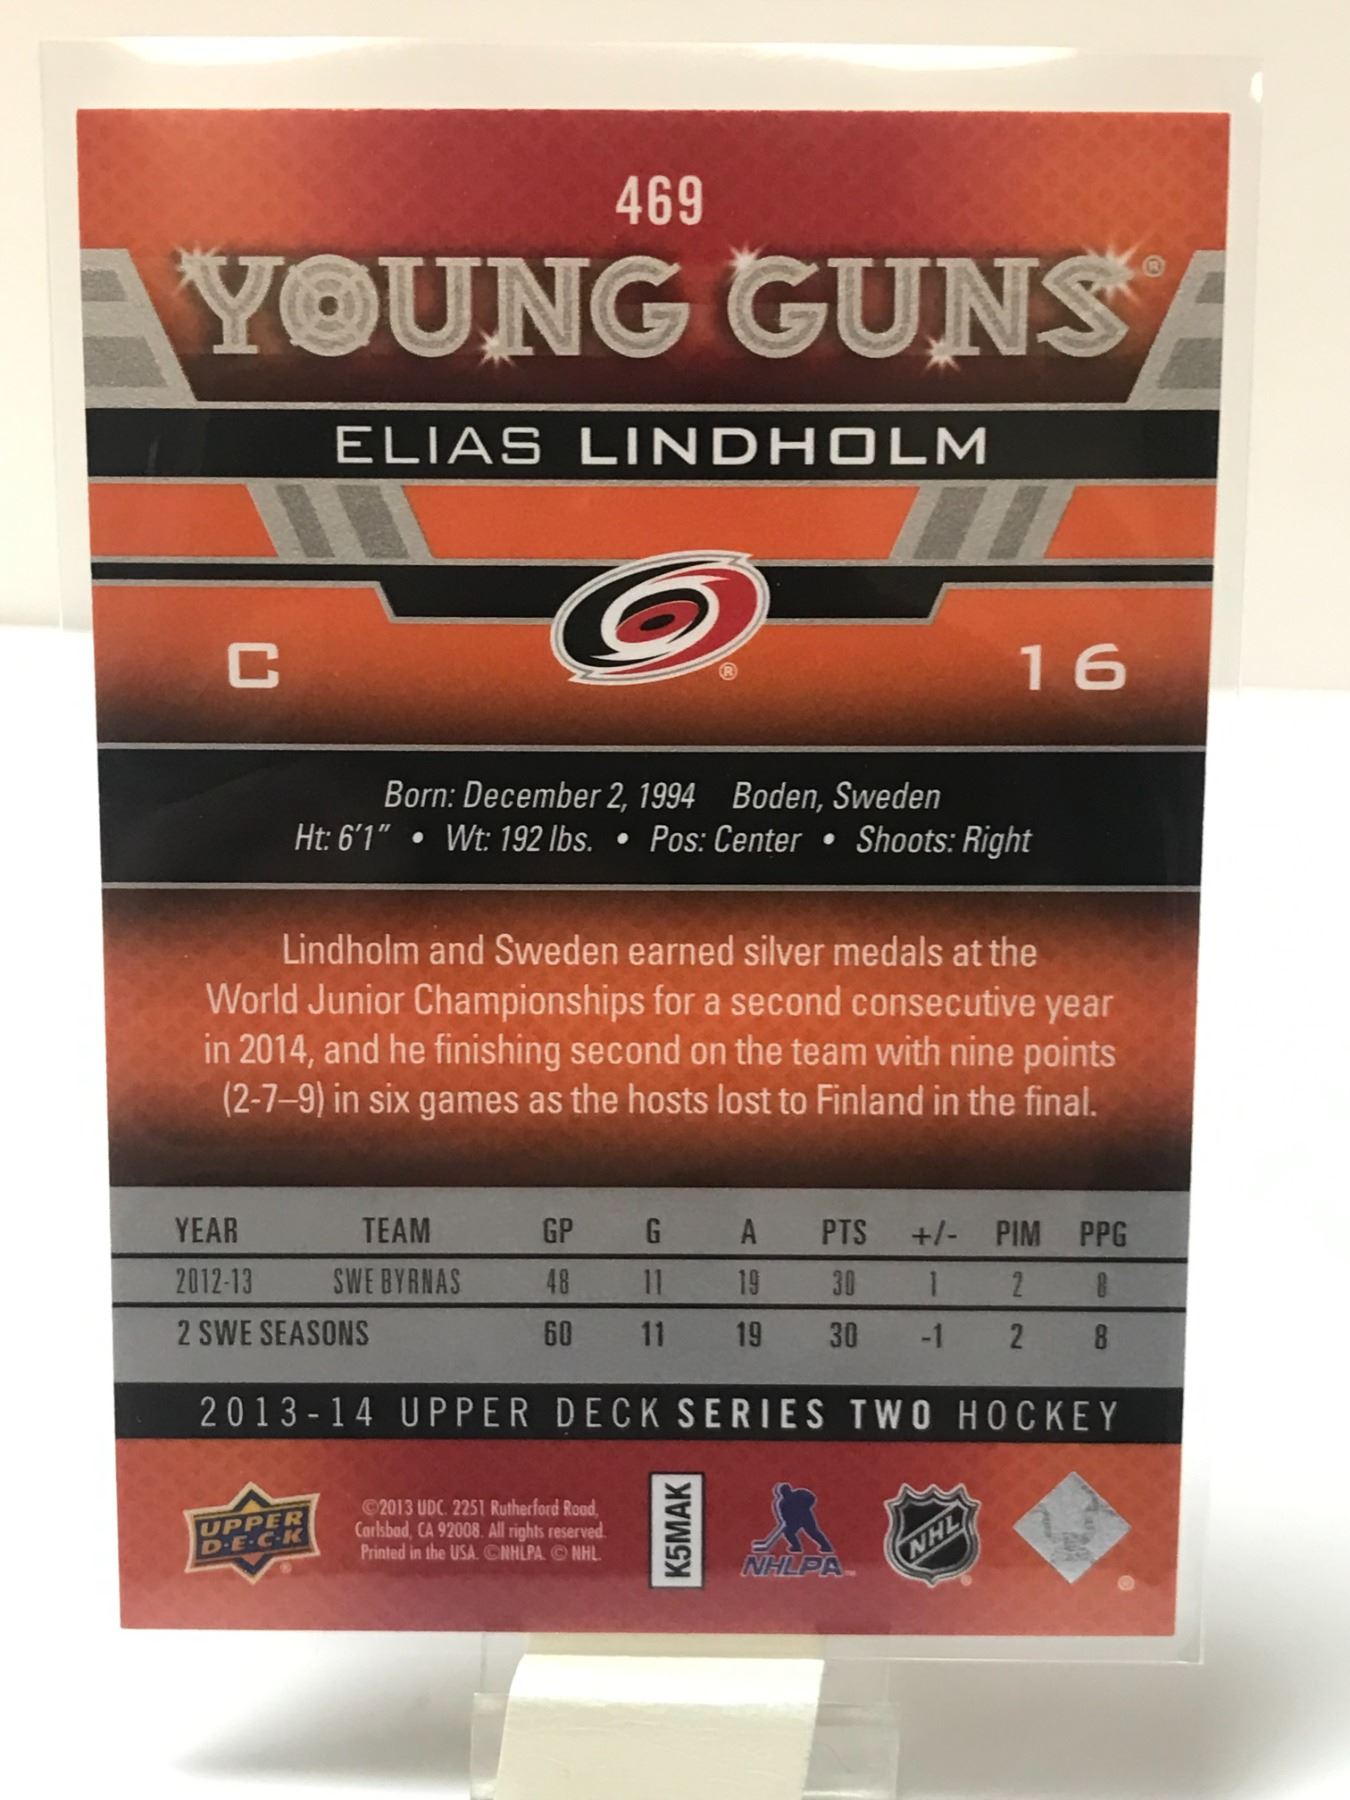 469
YOUNG GUNS®
ELIAS LINDHOLM
C 16
®
Born: December 2, 1994 Boden, Sweden
Ht: 6'1" • Wt: 192 lbs. • Pos: Center • Shoots: Right
Lindholm and Sweden earned silver medals at the
World Junior Championships for a second consecutive year
in 2014, and he finishing second on the team with nine points
(2-7–9) in six games as the hosts lost to Finland in the final.
YEAR TEAM GP G A PTS +/- PIM PPG
2012-13 SWE BYRNAS 48 11 19 30 1 2 8
2 SWE SEASONS 60 11 19 30 -1 2 8
2013-14 UPPER DECK SERIES TWO HOCKEY
UPPER
D·E·C·K
®
©2013 UDC. 2251 Rutherford Road,
Carlsbad, CA 92008. All rights reserved.
Printed in the USA. ©NHLPA. © NHL.
K5MAK
NHLPA™
NHL
®
®